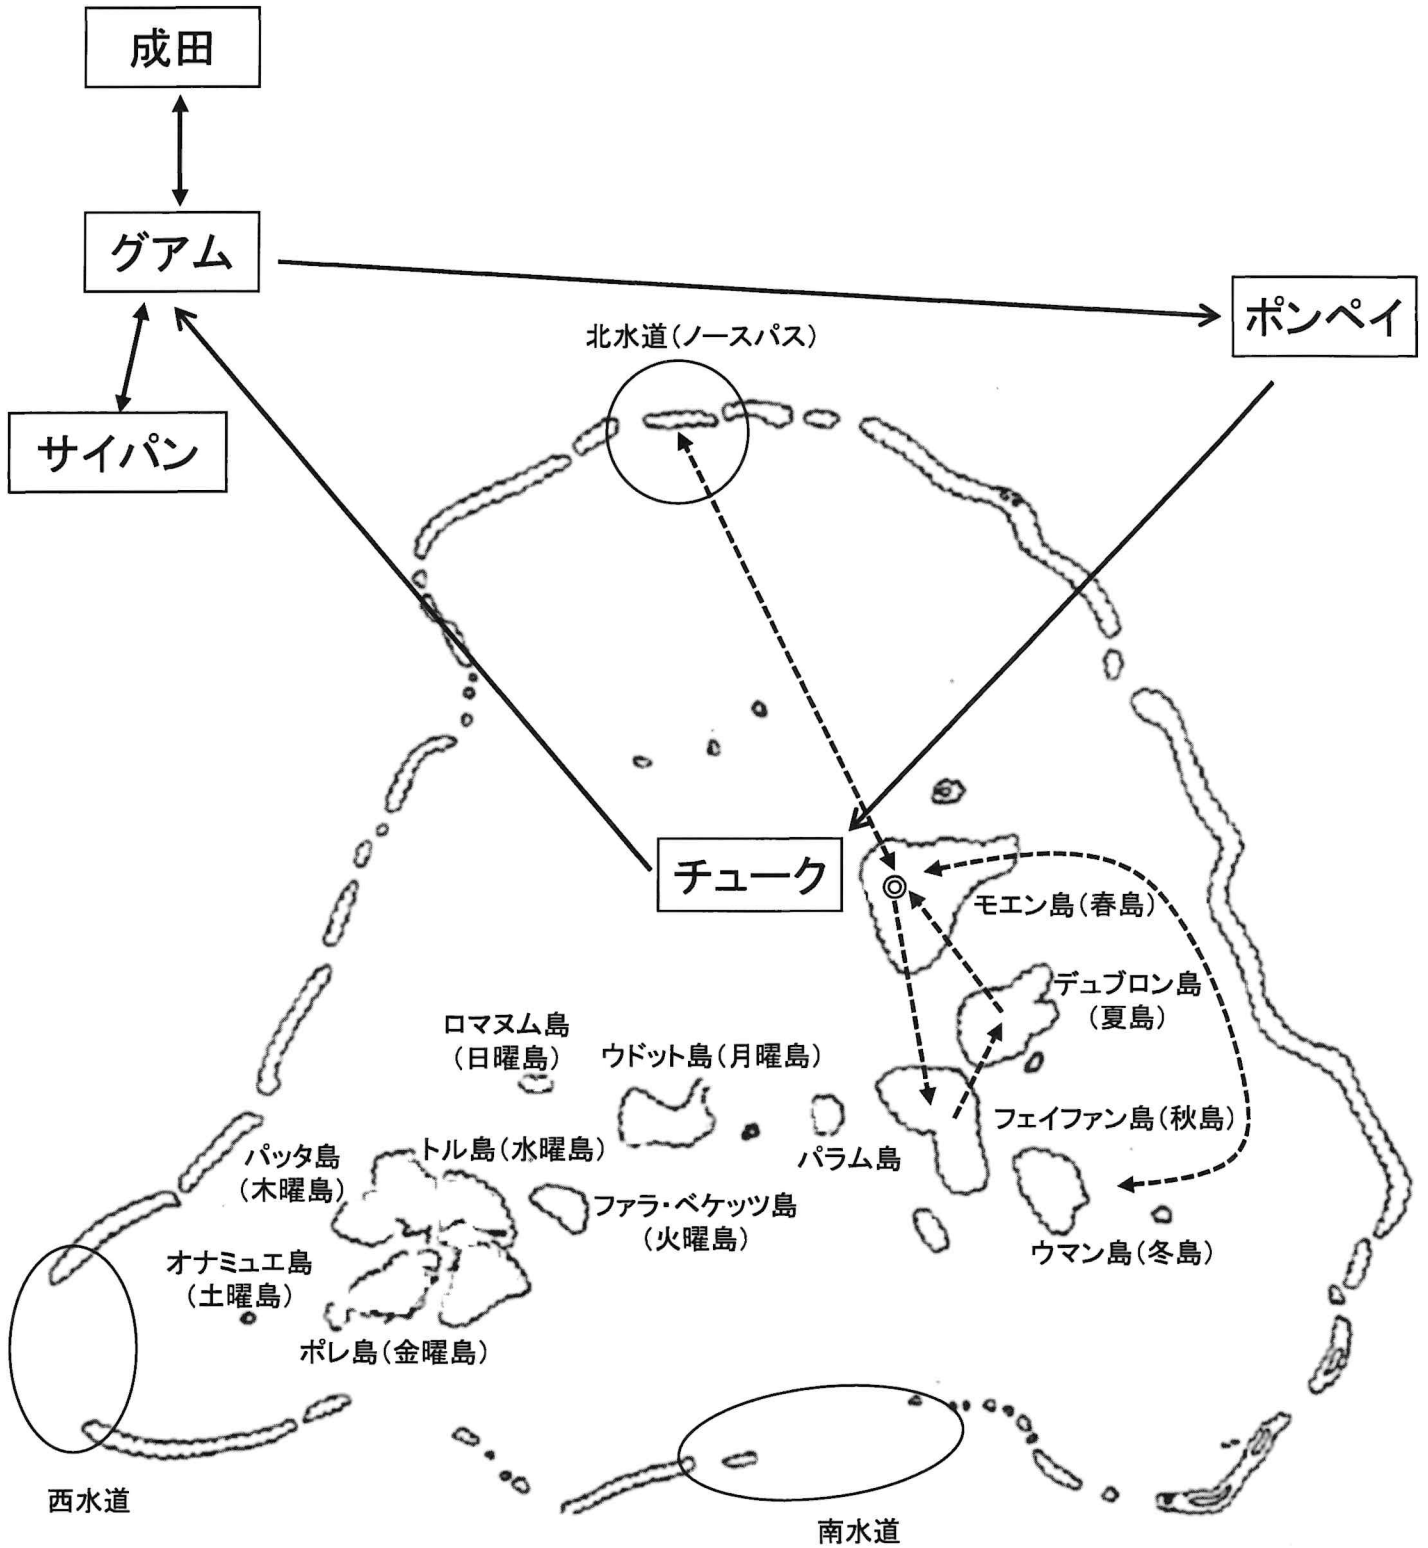 成田
グアム
ポンペイ
北水道(ノースパス)
サイパン
チューク
モエン島(春島)
デュブロン島
(夏島)
ロマヌム島
(日曜島)
ウドット島(月曜島)
フェイファン島(秋島)
トル島(水曜島)
パッタ島
(木曜島)
パラム島
ファラ・ベケッツ島
(火曜島)
ウマン島(冬島)
オナミュエ島
(土曜島)
ポレ島(金曜島)
西水道
南水道